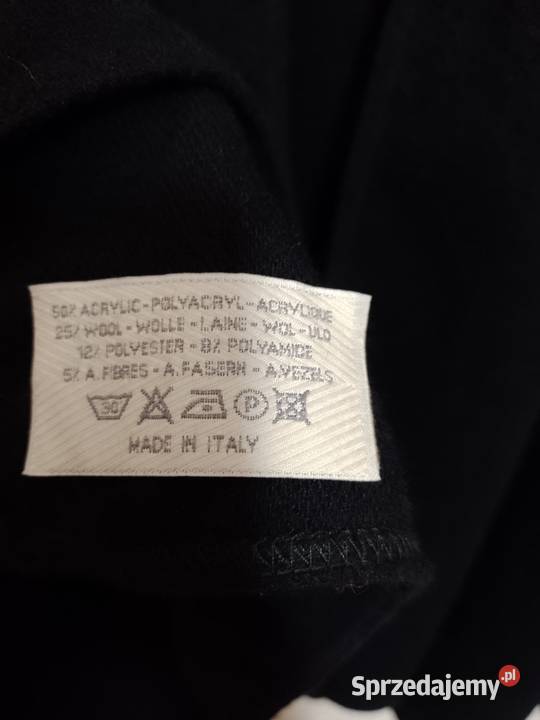 50% ACRYLIC - POLYACRYL - ACRYLIQUE
25% WOOL - WOLLE - LAINE - WOL - ULD
12% POLYESTER - 8% POLYAMIDE
5% A.FIBRES - A.FASERN - A.VEZELS
30 P
MADE IN ITALY
Sprzedajemy.pl